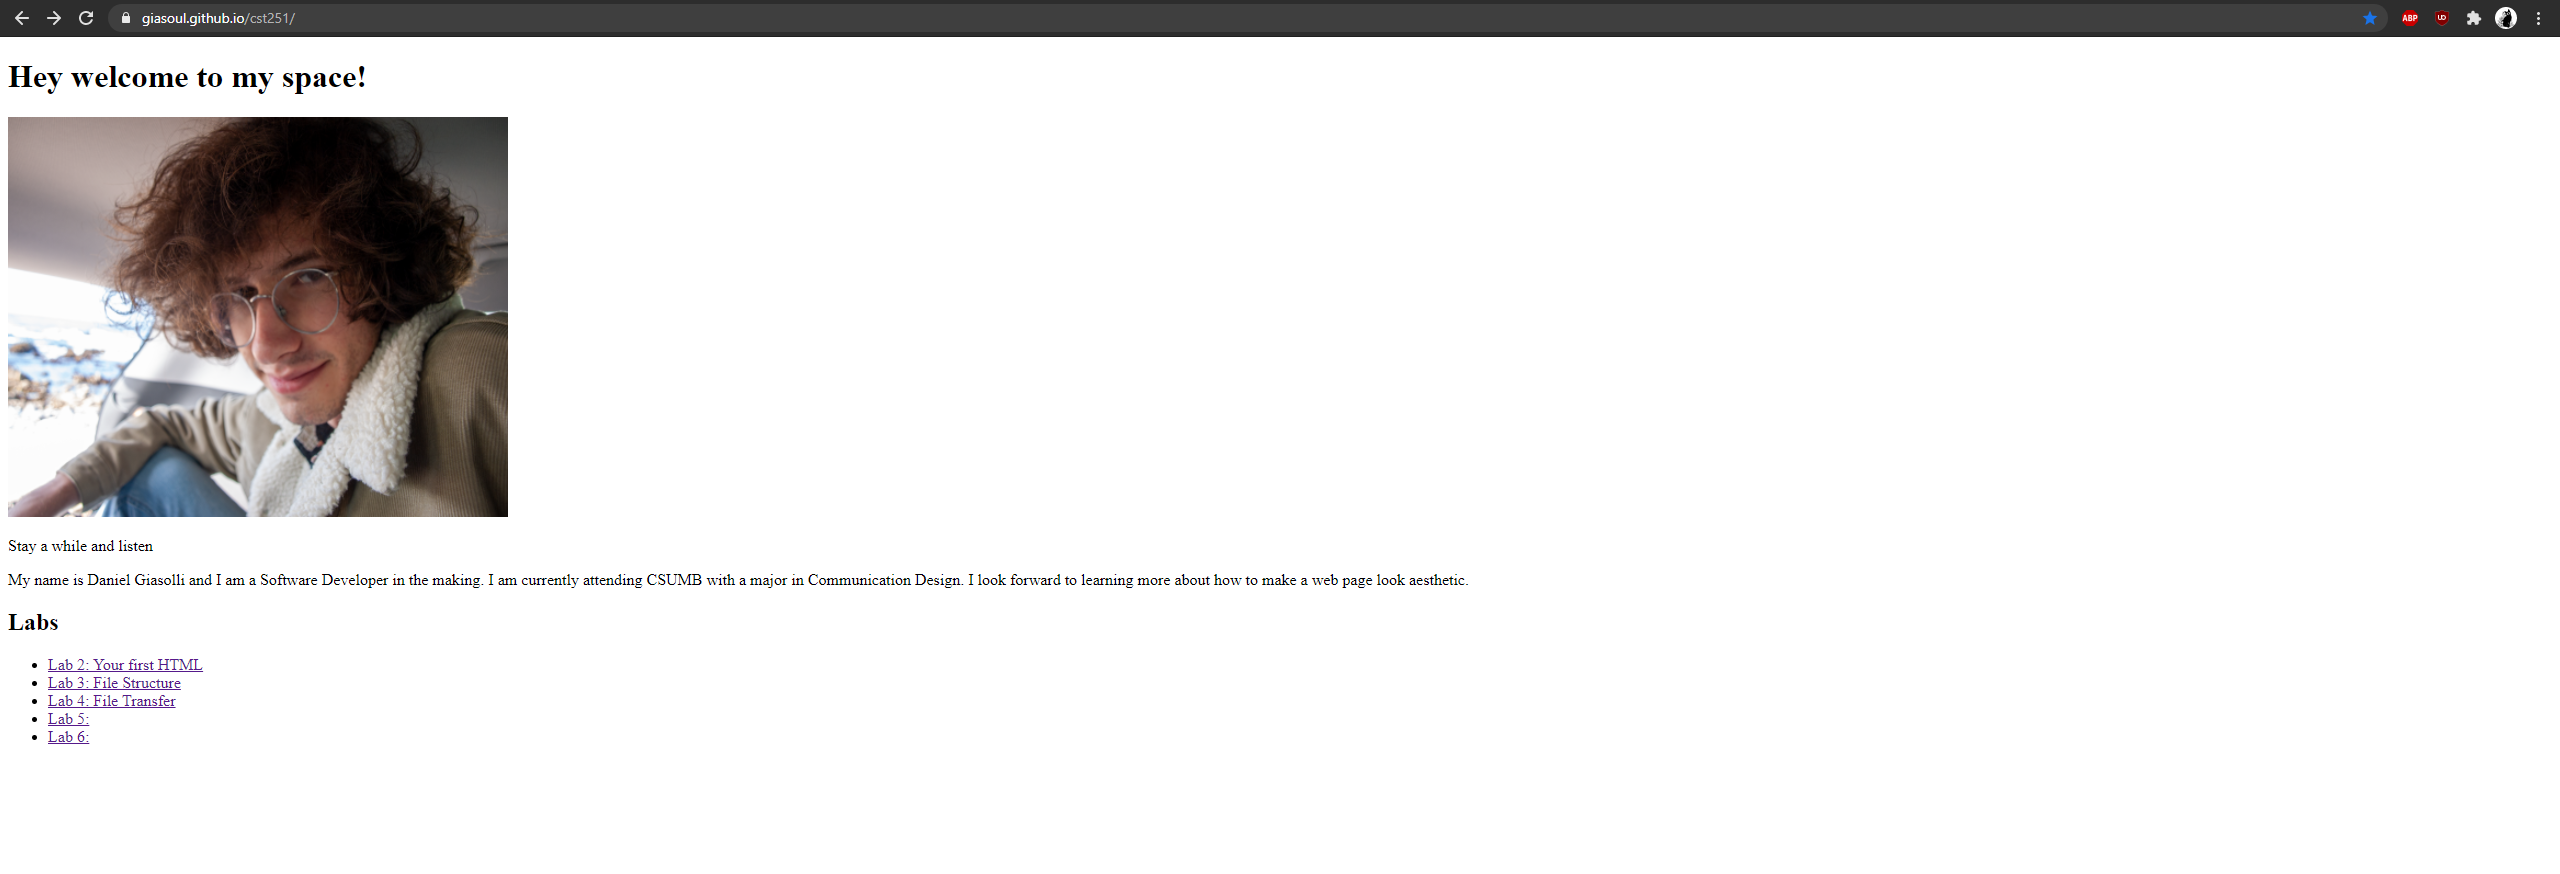 giasoul.github.io/cst251/
ABP
UD
Hey welcome to my space!
Stay a while and listen
My name is Daniel Giasolli and I am a Software Developer in the making. I am currently attending CSUMB with a major in Communication Design. I look forward to learning more about how to make a web page look aesthetic.
Labs
Lab 2: Your first HTML
Lab 3: File Structure
Lab 4: File Transfer
Lab 5:
Lab 6: